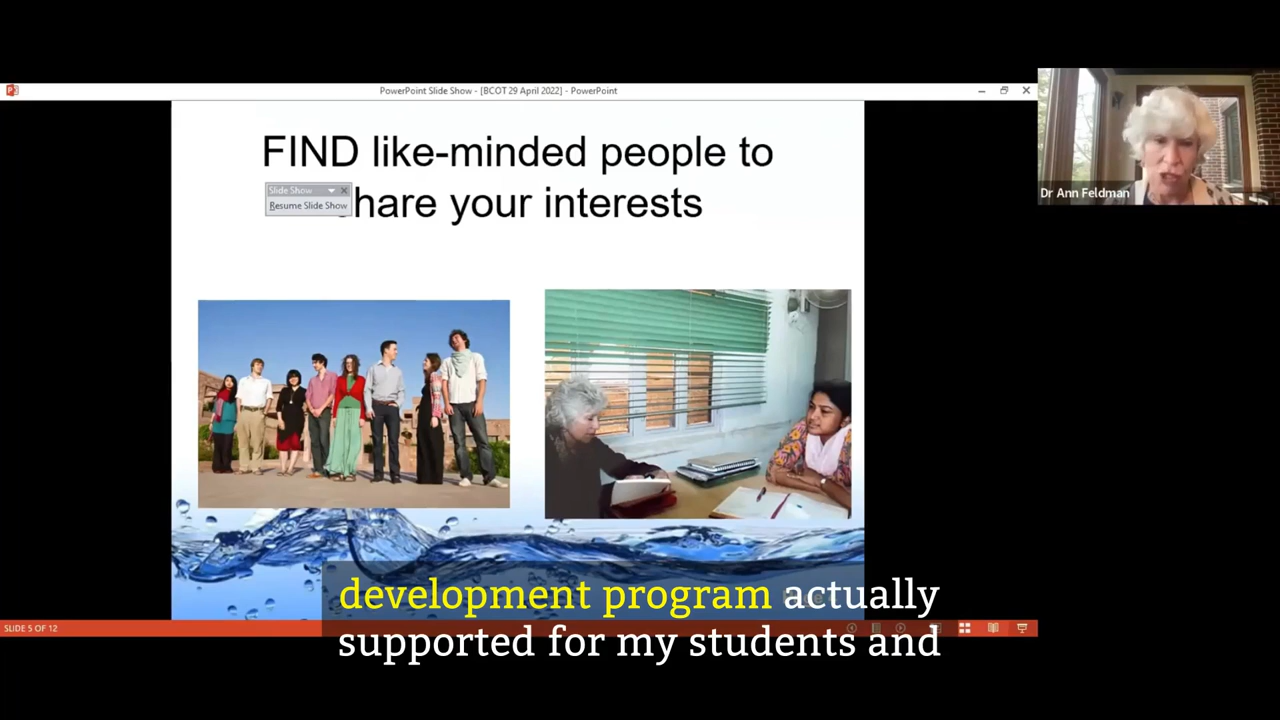 PowerPoint Slide Show - [BCOT 29 April 2022] - PowerPoint
FIND like-minded people to
Slide Show
Resume Slide Show
hare your interests
Dr Ann Feldman
development program actually
supported for my students and
SLIDE 5 OF 12